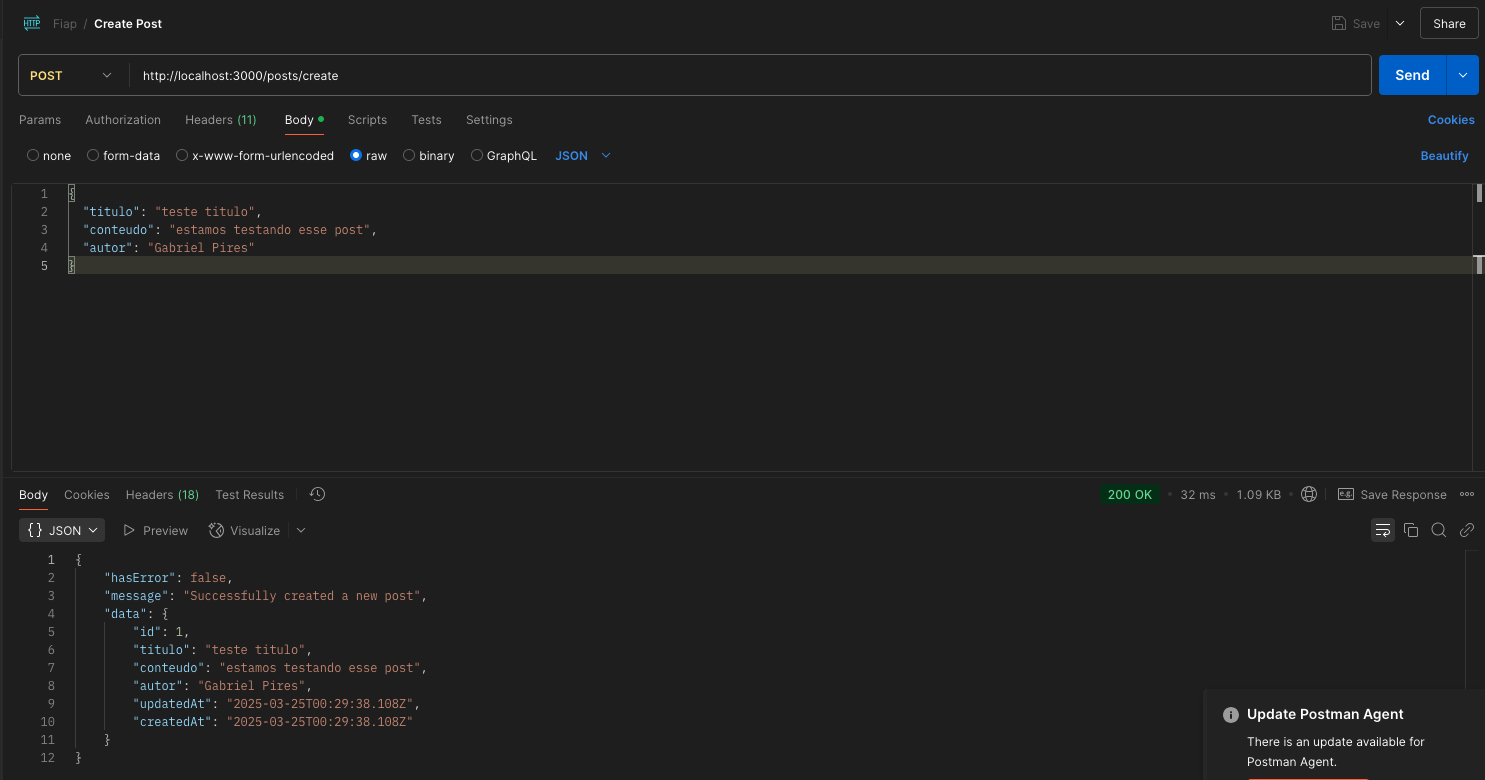 HTTP Fiap / Create Post Save Share
POST http://localhost:3000/posts/create Send
Params Authorization Headers (11) Body Scripts Tests Settings Cookies
none form-data x-www-form-urlencoded raw binary GraphQL JSON Beautify
1 {
2 "titulo": "teste titulo",
3 "conteudo": "estamos testando esse post",
4 "autor": "Gabriel Pires"
5 }
Body Cookies Headers (18) Test Results 200 OK • 32 ms • 1.09 KB • e.g. Save Response
{} JSON Preview Visualize
1 {
2 "hasError": false,
3 "message": "Successfully created a new post",
4 "data": {
5 "id": 1,
6 "titulo": "teste titulo",
7 "conteudo": "estamos testando esse post",
8 "autor": "Gabriel Pires",
9 "updatedAt": "2025-03-25T00:29:38.108Z",
10 "createdAt": "2025-03-25T00:29:38.108Z"
11 }
12 }
Update Postman Agent
There is an update available for
Postman Agent.